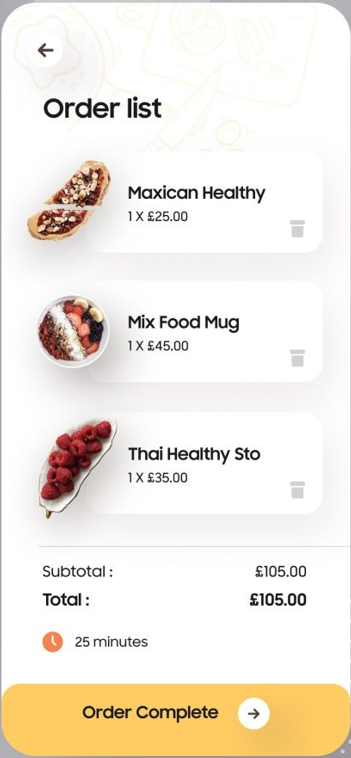 Order list
Maxican Healthy
1 X £25.00
Mix Food Mug
1 X £45.00
Thai Healthy Sto
1 X £35.00
Subtotal : £105.00
Total : £105.00
25 minutes
Order Complete